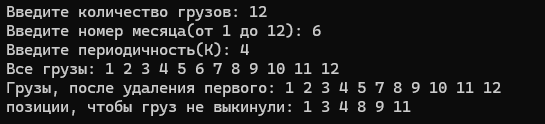 Введите количество грузов: 12
Введите номер месяца(от 1 до 12): 6
Введите периодичность(К): 4
Все грузы: 1 2 3 4 5 6 7 8 9 10 11 12
Грузы, после удаления первого: 1 2 3 4 5 7 8 9 10 11 12
позиции, чтобы груз не выкинули: 1 3 4 8 9 11